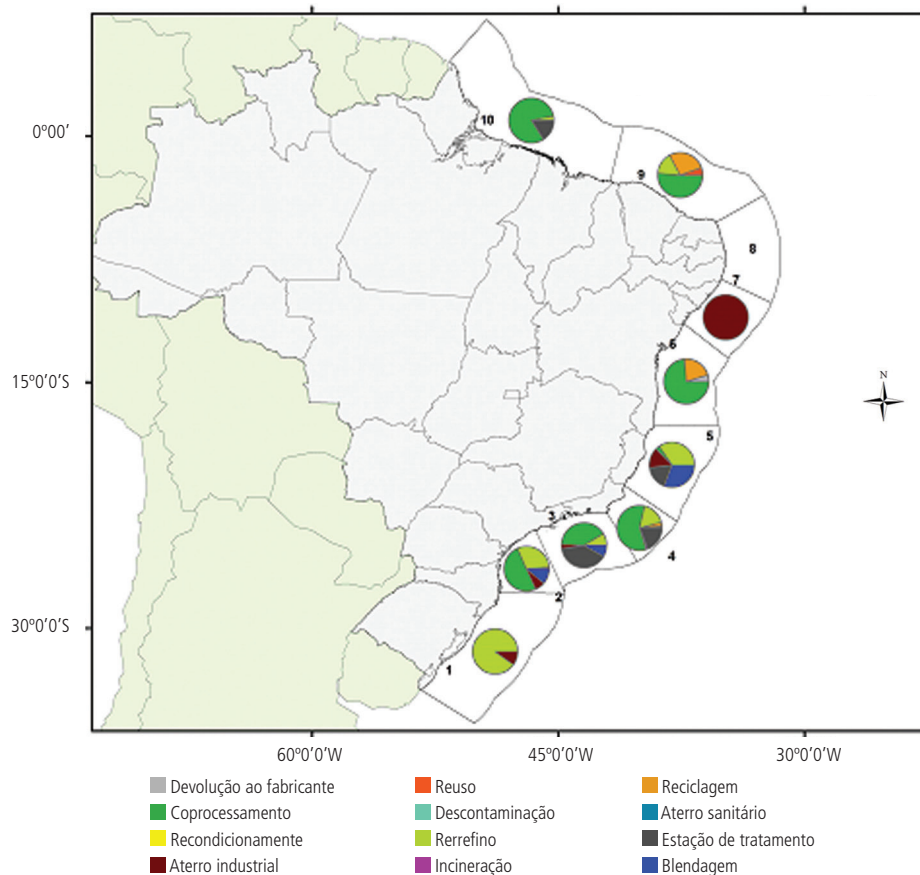 10
0º00'
9
8
7
6
15º0'0'S
N
5
3
4
2
30º0'0'S
1
60º0'0'W
45º0'0'W
30º0'0'W
Devolução ao fabricante
Reuso
Reciclagem
Coprocessamento
Descontaminação
Aterro sanitário
Recondicionamente
Rerrefino
Estação de tratamento
Aterro industrial
Incineração
Blendagem